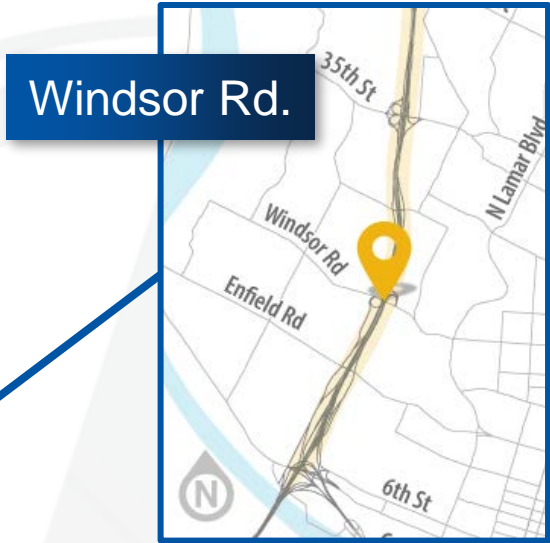 Windsor Rd.
35th St
N Lamar Blvd
Windsor Rd
Enfield Rd
6th St
N